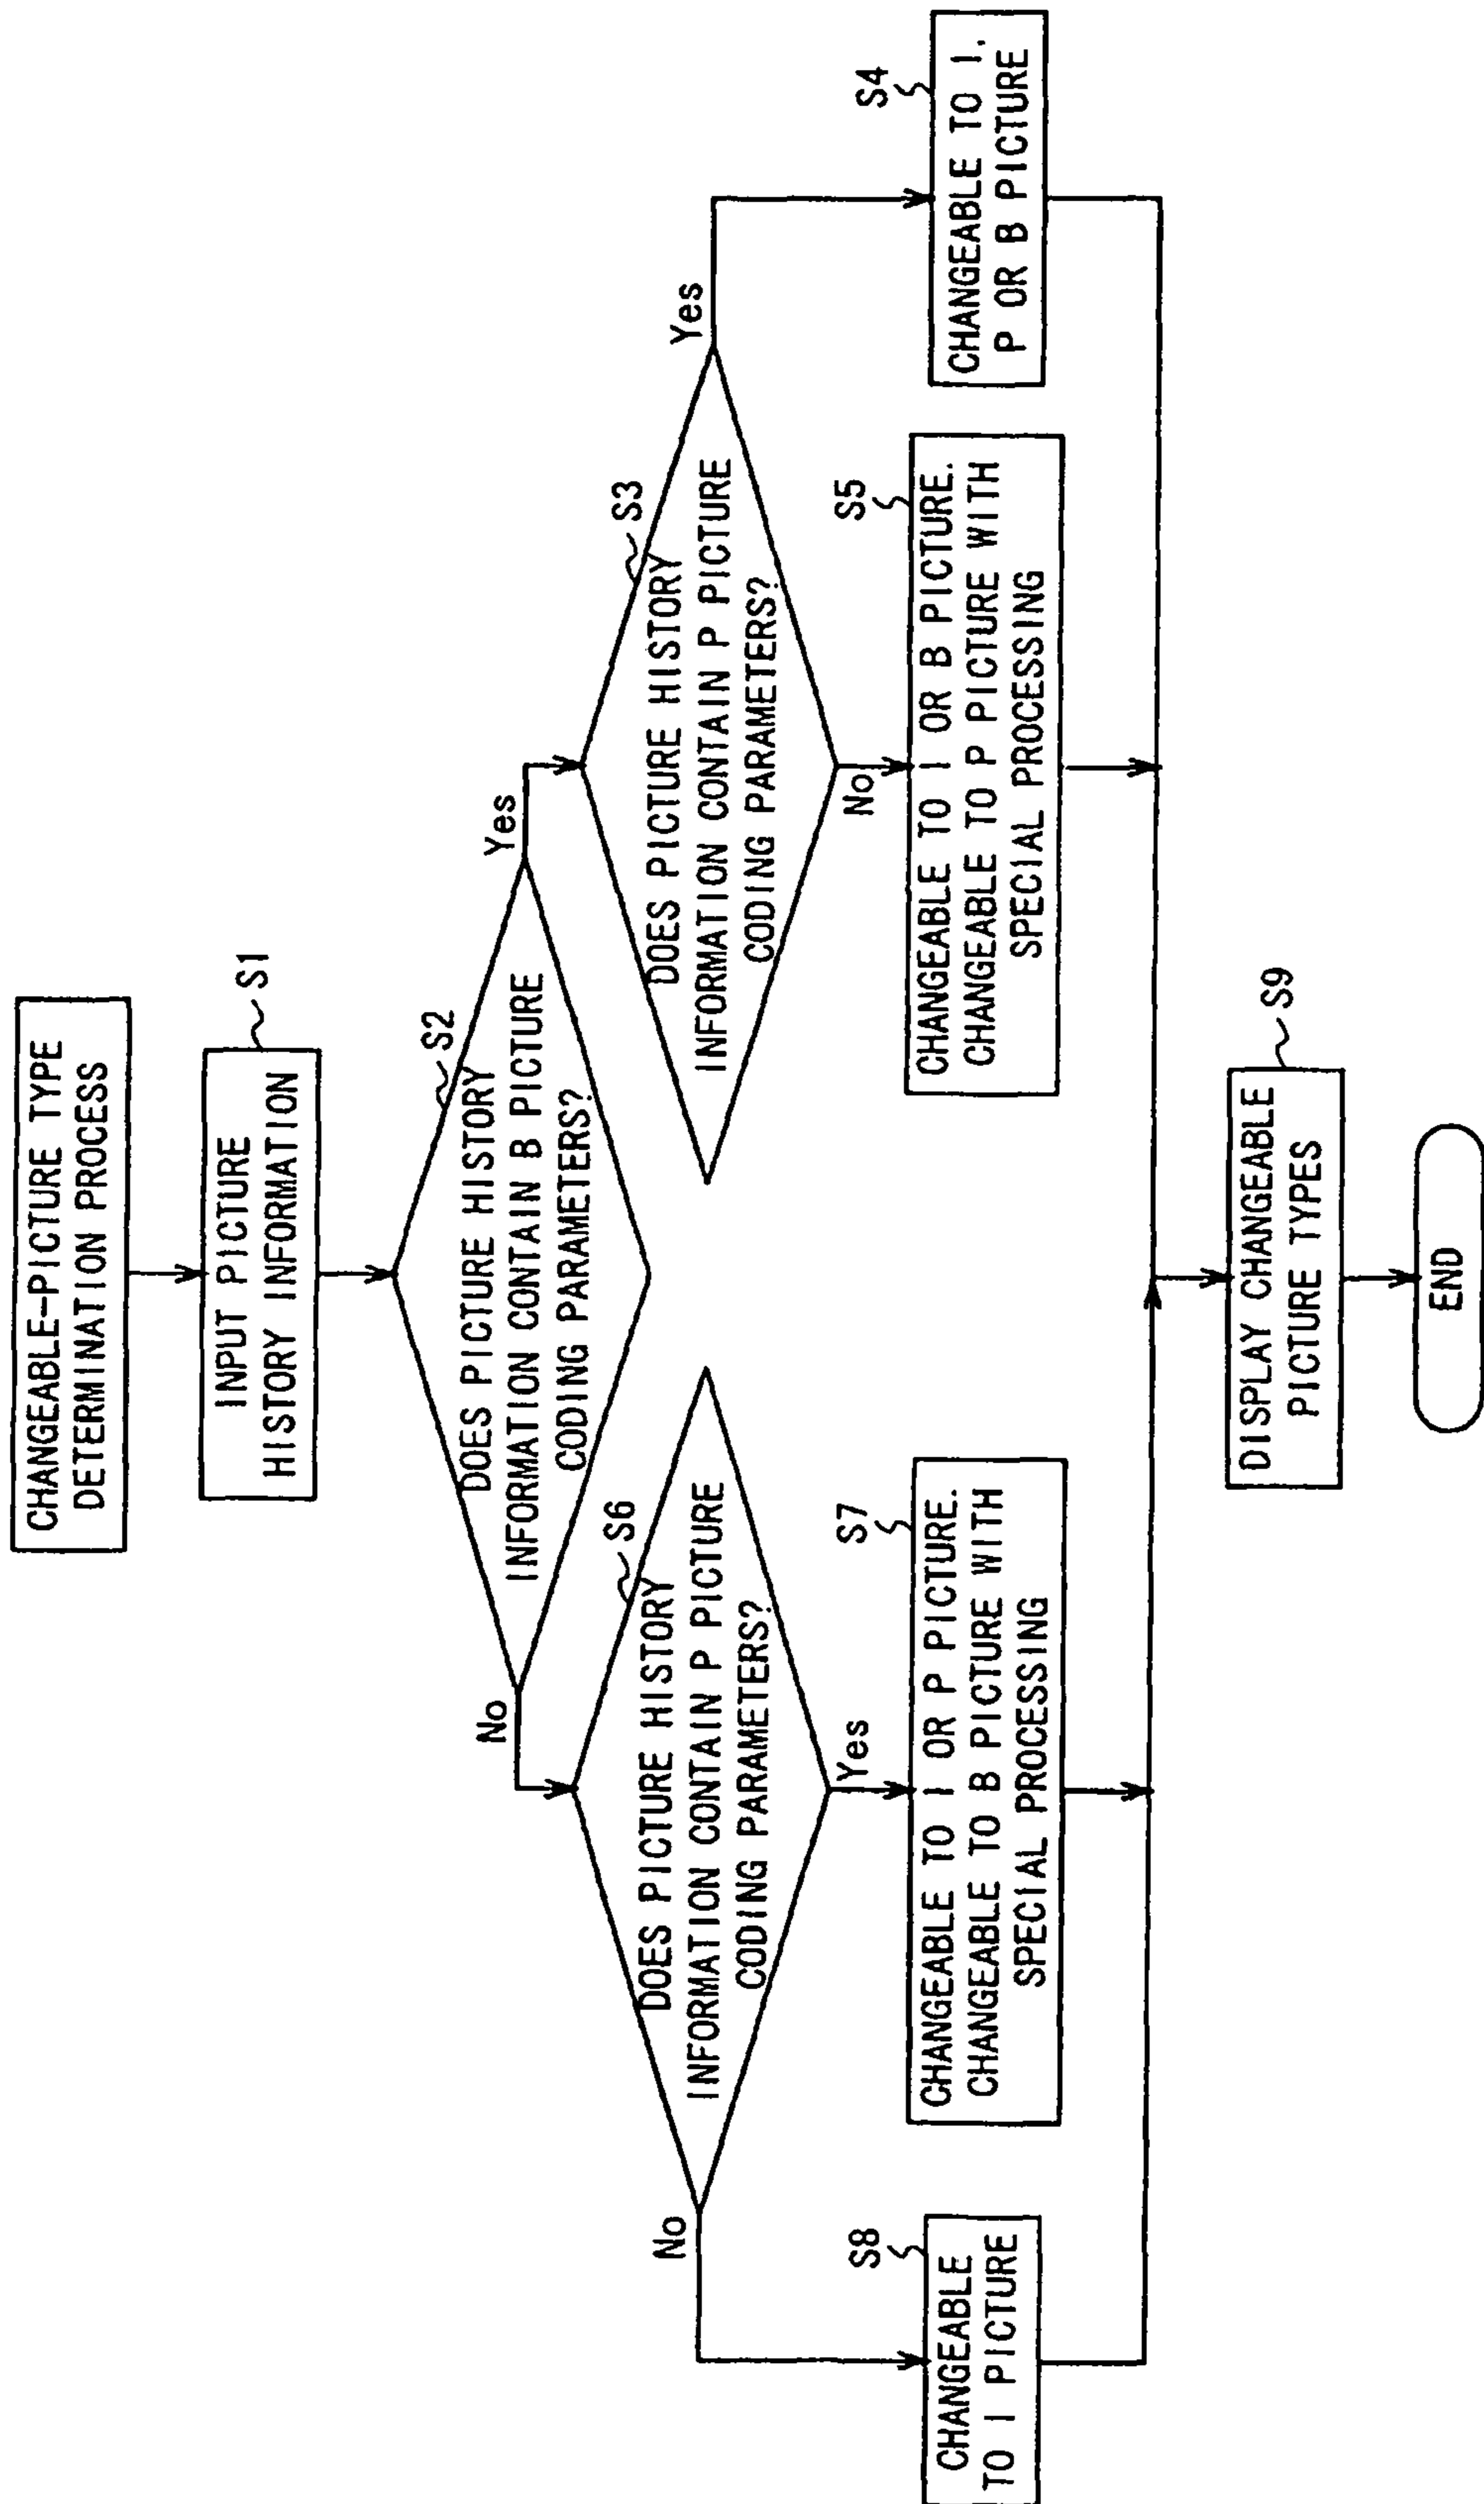 CHANGEABLE-PICTURE TYPE
DETERMINATION PROCESS
S1
INPUT PICTURE
HISTORY INFORMATION
S2
DOES PICTURE HISTORY
INFORMATION CONTAIN B PICTURE
CODING PARAMETERS?
No
Yes
S6
DOES PICTURE HISTORY
INFORMATION CONTAIN P PICTURE
CODING PARAMETERS?
No
Yes
S3
DOES PICTURE HISTORY
INFORMATION CONTAIN P PICTURE
CODING PARAMETERS?
No
Yes
S8
CHANGEABLE
TO I PICTURE
S7
CHANGEABLE TO I OR P PICTURE.
CHANGEABLE TO B PICTURE WITH
SPECIAL PROCESSING
S5
CHANGEABLE TO I OR B PICTURE.
CHANGEABLE TO P PICTURE WITH
SPECIAL PROCESSING
S4
CHANGEABLE TO I,
P OR B PICTURE
S9
DISPLAY CHANGEABLE
PICTURE TYPES
END